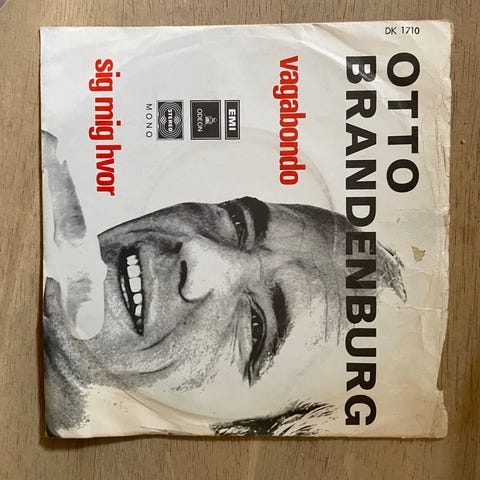 DK 1710
OTTO
BRANDENBURG
vagabondo
EMI
ODEON
STEREO
MONO
sig mig hvor